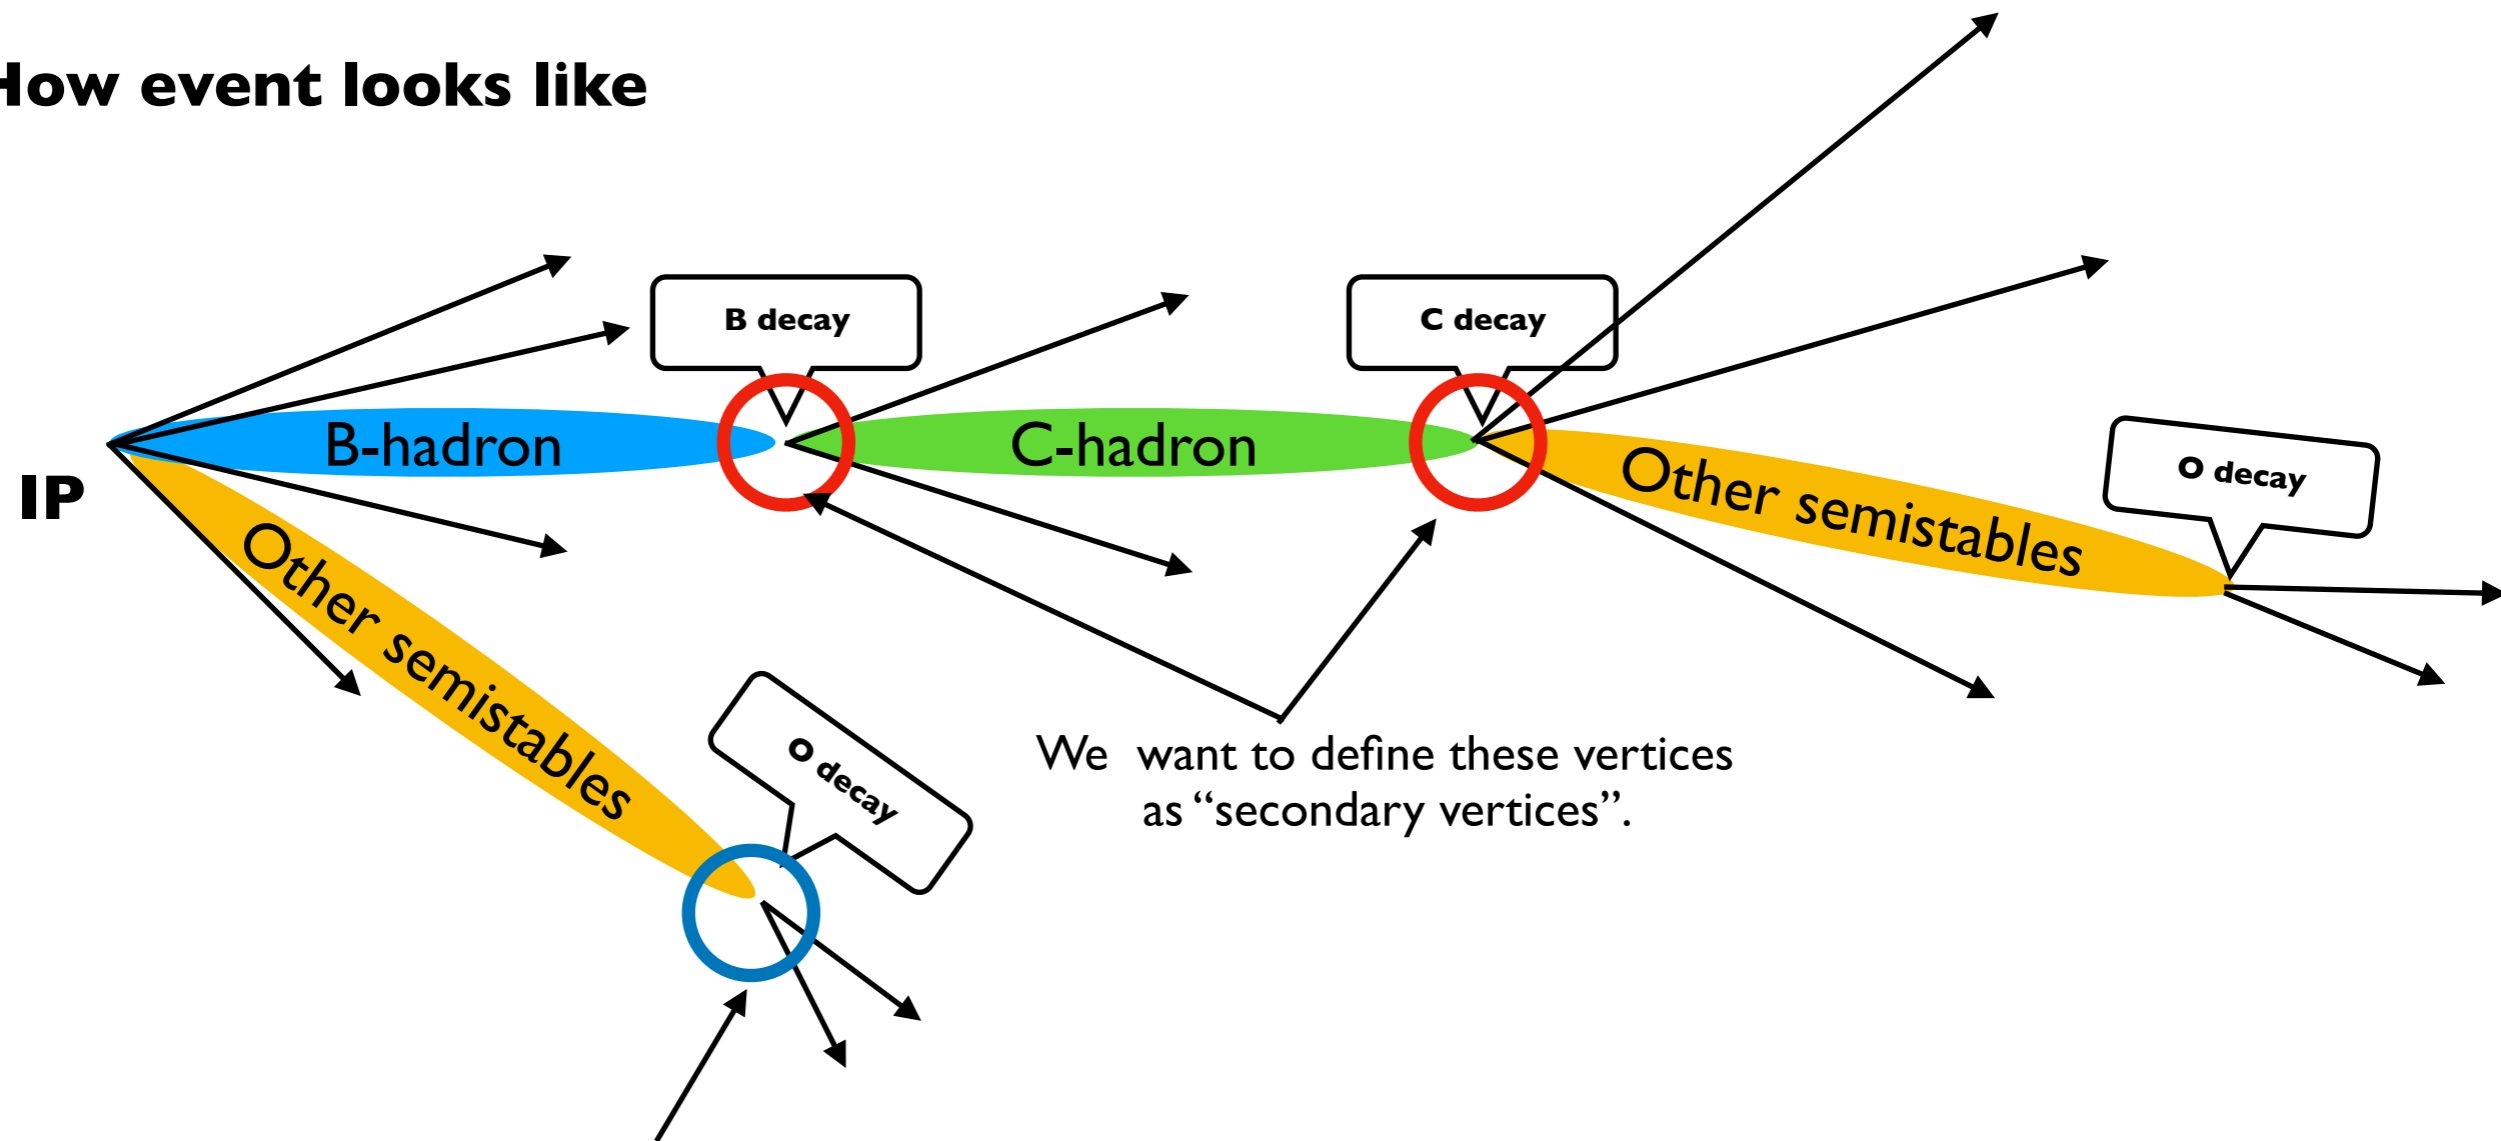 How event looks like
B decay
C decay
B-hadron
C-hadron
IP
Other semistables
O decay
Other semistables
O decay
We want to define these vertices
as “secondary vertices”.